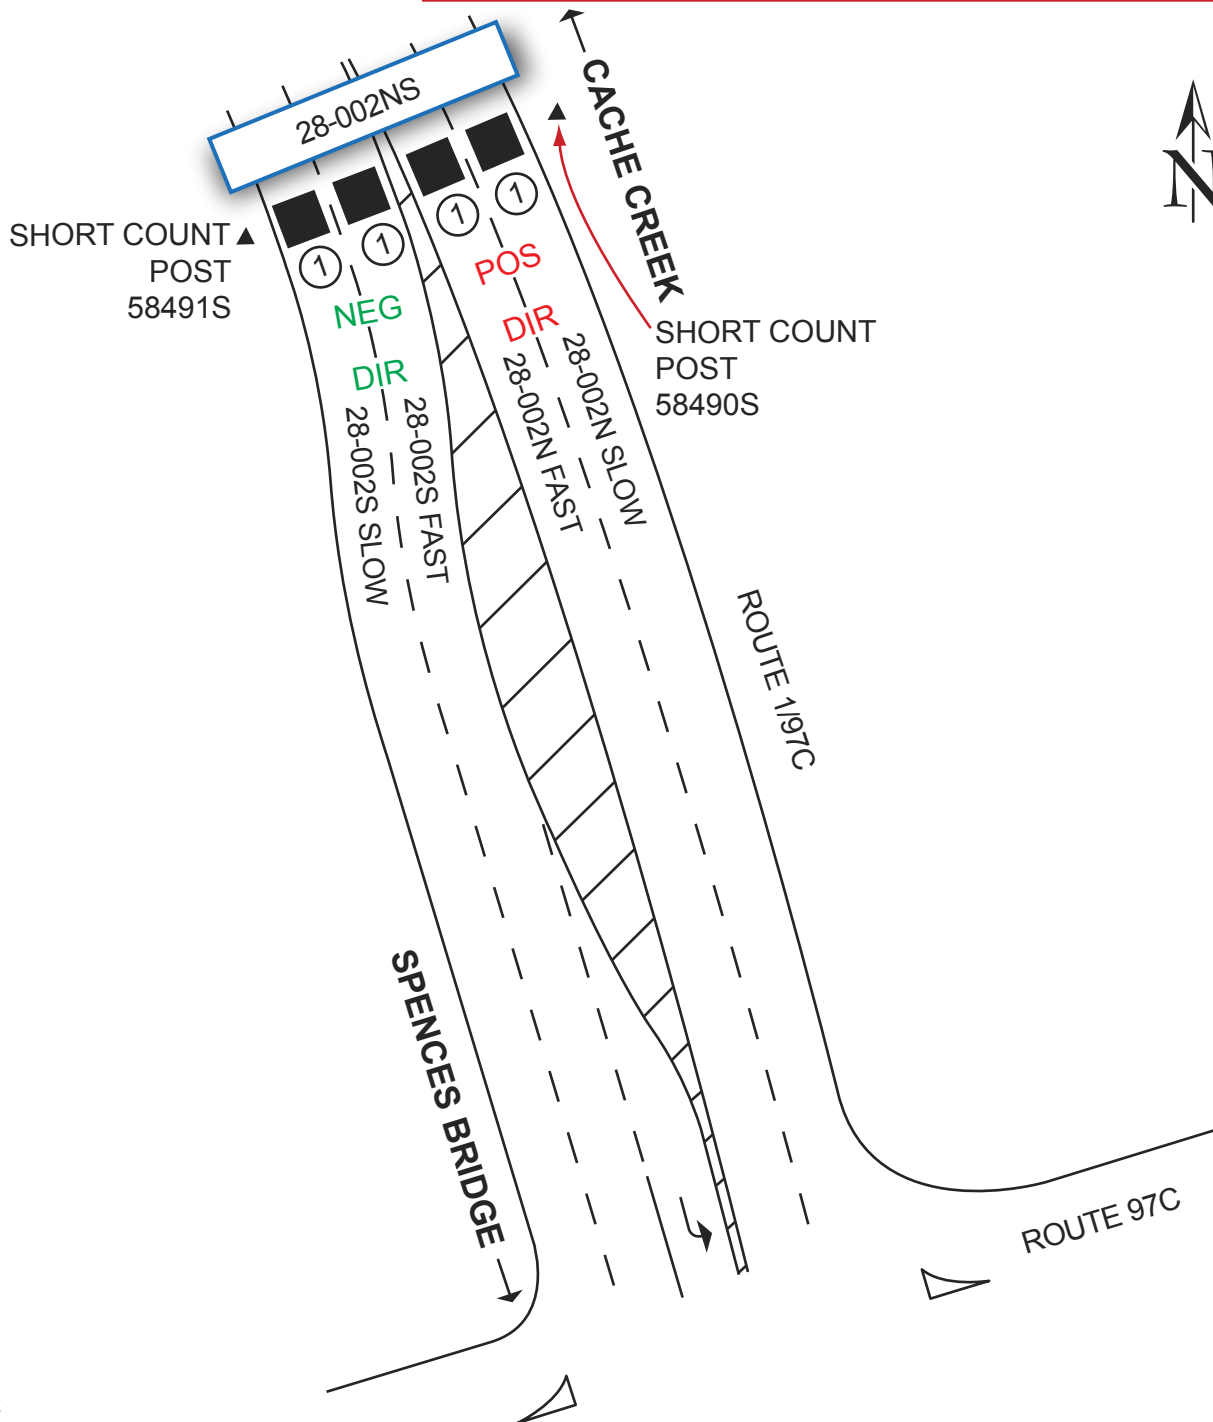 28-002NS
CACHE CREEK
N
SHORT COUNT
POST
58491S
1
1
1
1
NEG
DIR
POS
DIR
SHORT COUNT
POST
58490S
28-002S SLOW
28-002S FAST
28-002N FAST
28-002N SLOW
ROUTE 1/97C
SPENCES BRIDGE
ROUTE 97C